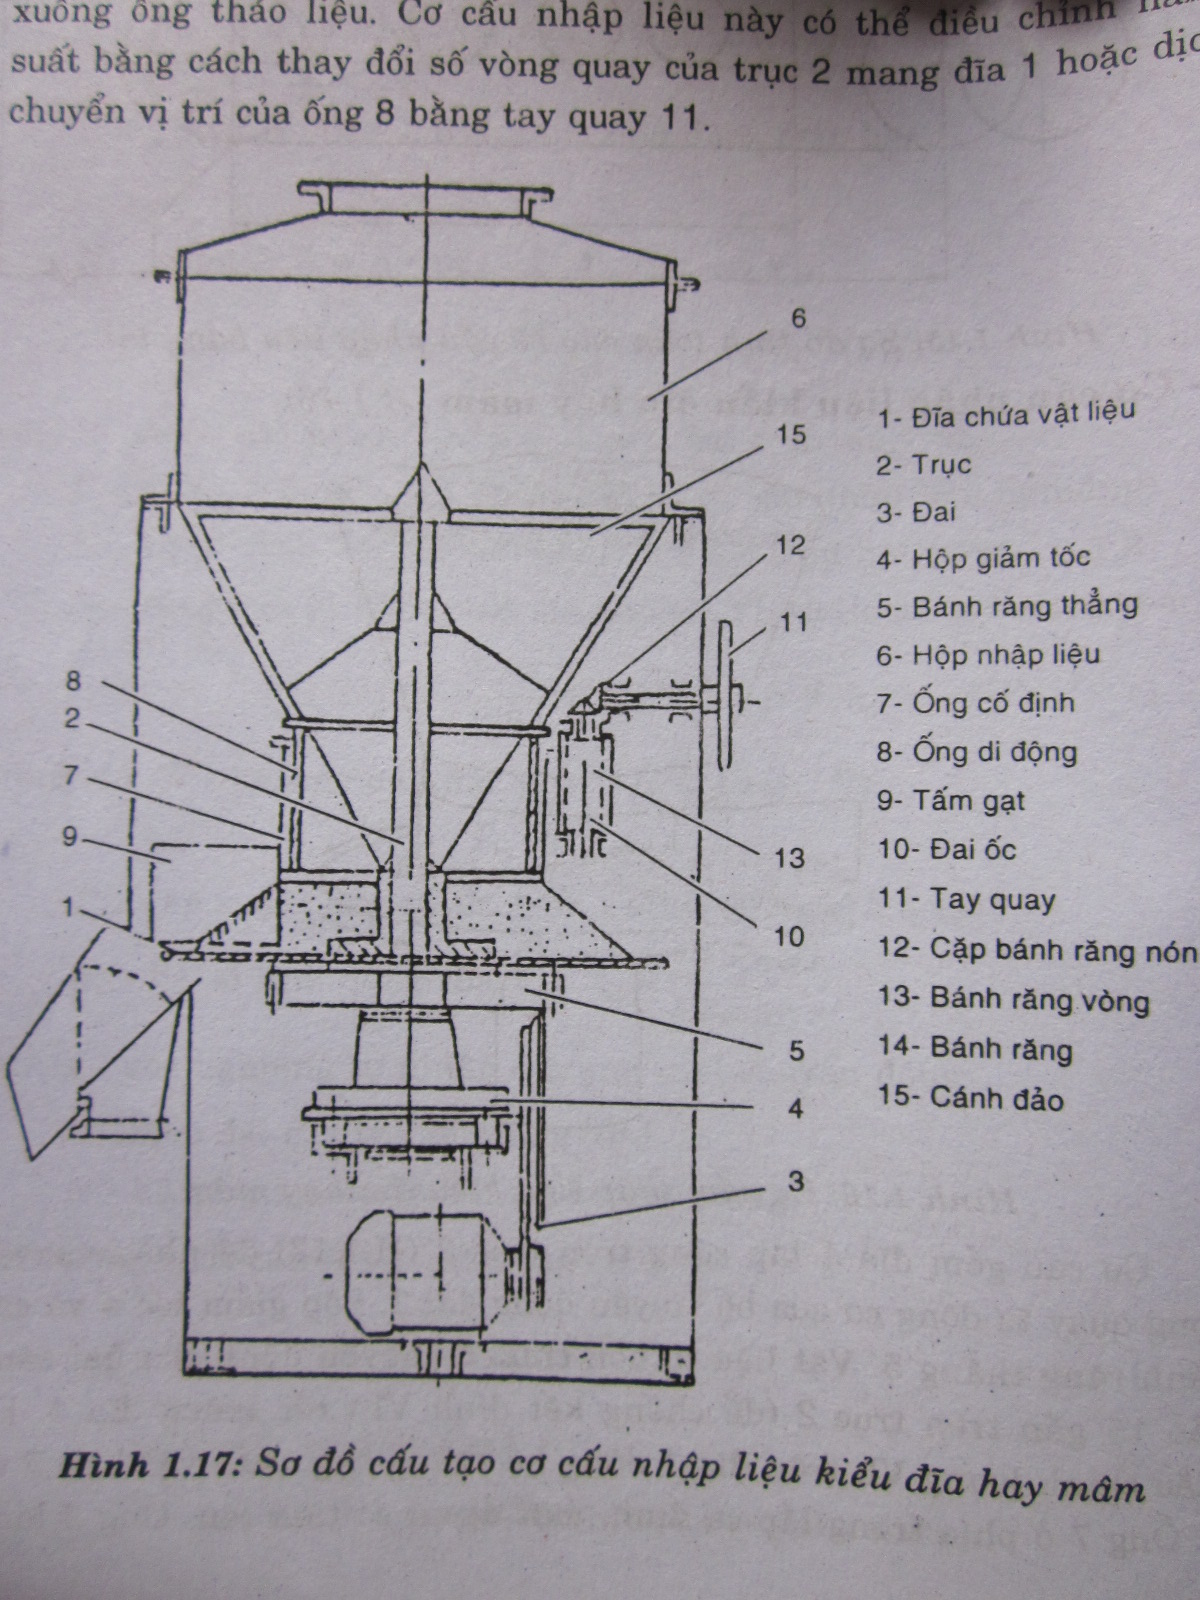 xuống ống tháo liệu. Cơ cấu nhập liệu này có thể điều chỉnh
suất bằng cách thay đổi số vòng quay của trục 2 mang đĩa 1 hoặc
chuyển vị trí của ống 8 bằng tay quay 11.
6
15
12
11
8
2
7
9
1
13
10
5
4
3
1- Đĩa chứa vật liệu
2- Trục
3- Đai
4- Hộp giảm tốc
5- Bánh răng thẳng
6- Hộp nhập liệu
7- Ống cố định
8- Ống di động
9- Tấm gạt
10- Đai ốc
11- Tay quay
12- Cặp bánh răng nón
13- Bánh răng vòng
14- Bánh răng
15- Cánh đảo
Hình 1.17: Sơ đồ cấu tạo cơ cấu nhập liệu kiểu đĩa hay mâm